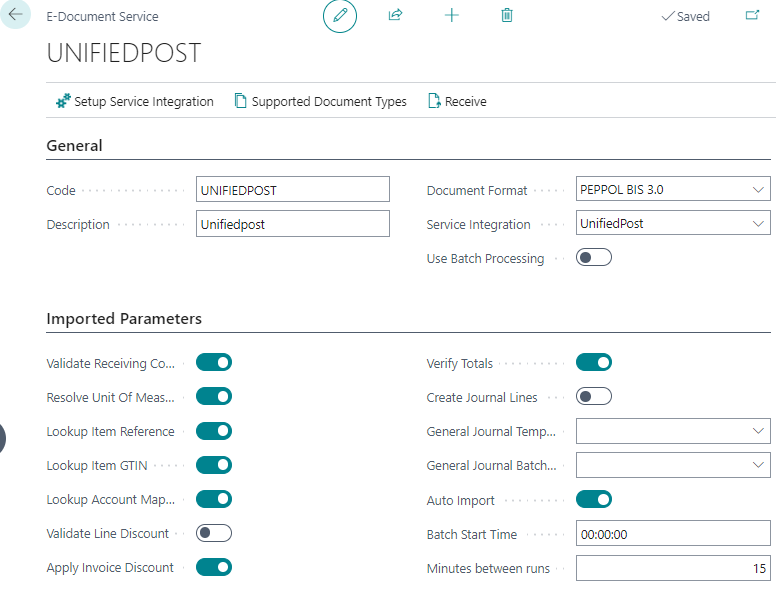 E-Document Service
Saved
UNIFIEDPOST
Setup Service Integration Supported Document Types Receive
General
Code UNIFIEDPOST Document Format PEPPOL BIS 3.0
Description Unifiedpost Service Integration UnifiedPost
Use Batch Processing
Imported Parameters
Validate Receiving Co... Verify Totals
Resolve Unit Of Meas... Create Journal Lines
Lookup Item Reference General Journal Temp...
Lookup Item GTIN General Journal Batch...
Lookup Account Map... Auto Import
Validate Line Discount Batch Start Time 00:00:00
Apply Invoice Discount Minutes between runs 15